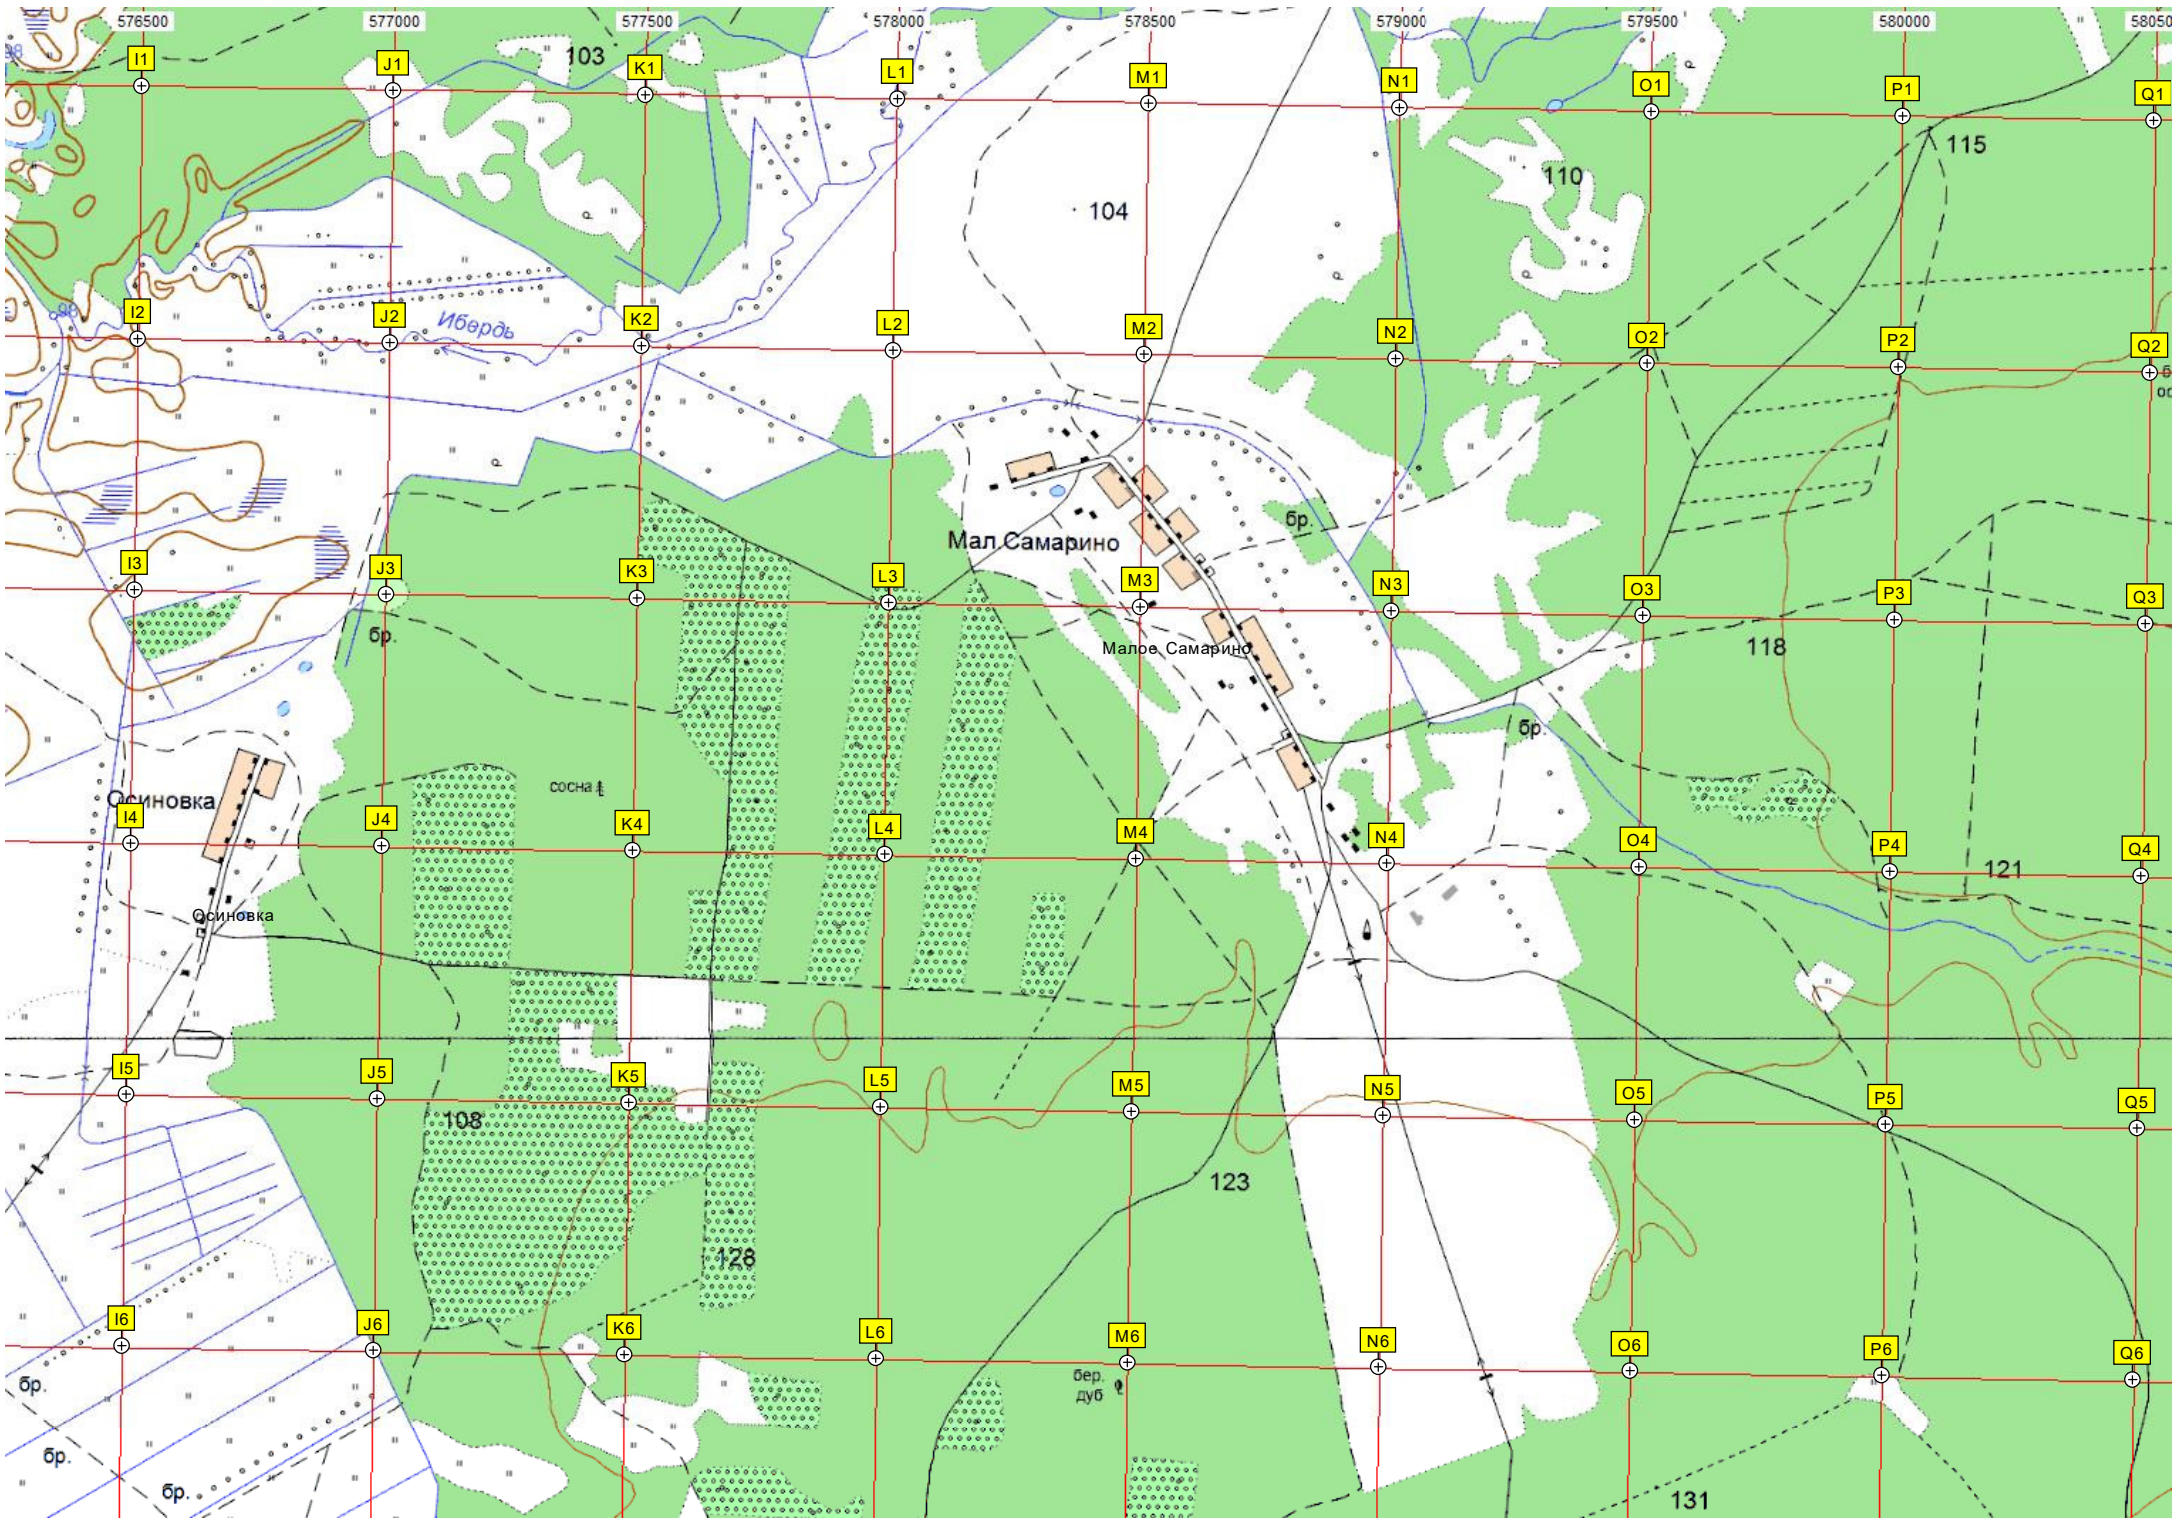 576500 577000 577500 578000 578500 579000 579500 580000 5805
98
103
I1 J1 K1 L1 M1 N1 O1 P1 Q1
115
110
104
98
I2 J2 K2 L2 M2 N2 O2 P2 Q2
Ибердь
бр.
Мал.Самарино
I3 J3 K3 L3 M3 N3 O3 P3 Q3
бр.
Малое Самарино
118
бр.
сосна
Осиновка
I4 J4 K4 L4 M4 N4 O4 P4 Q4
121
Осиновка
I5 J5 K5 L5 M5 N5 O5 P5 Q5
108
123
128
I6 J6 K6 L6 M6 N6 O6 P6 Q6
бер.
дуб
бр.
бр.
бр.
131